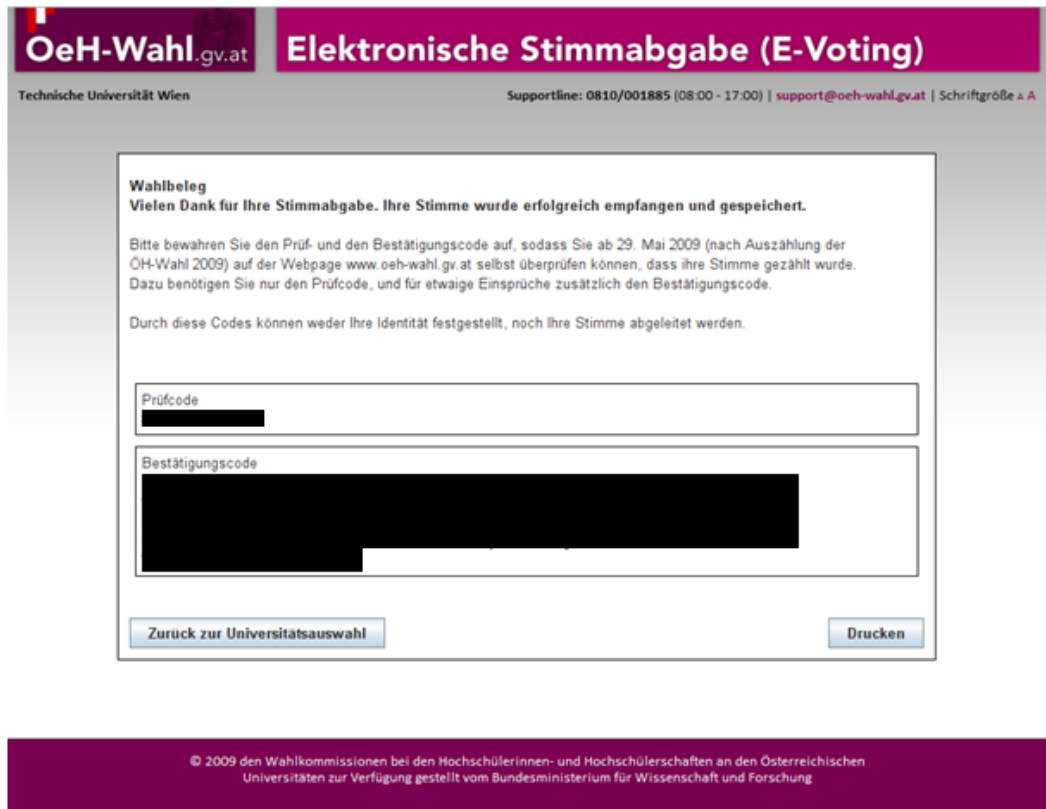 OeH-Wahl.gv.at
Elektronische Stimmabgabe (E-Voting)
Technische Universität Wien
Supportline: 0810/001885 (08:00 - 17:00) | support@oeh-wahl.gv.at | Schriftgröße A A
Wahlbeleg
Vielen Dank für Ihre Stimmabgabe. Ihre Stimme wurde erfolgreich empfangen und gespeichert.
Bitte bewahren Sie den Prüf- und den Bestätigungscode auf, sodass Sie ab 29. Mai 2009 (nach Auszählung der
ÖH-Wahl 2009) auf der Webpage www.oeh-wahl.gv.at selbst überprüfen können, dass ihre Stimme gezählt wurde.
Dazu benötigen Sie nur den Prüfcode, und für etwaige Einsprüche zusätzlich den Bestätigungscode.
Durch diese Codes können weder Ihre Identität festgestellt, noch Ihre Stimme abgeleitet werden.
Prüfcode
Bestätigungscode
Zurück zur Universitätsauswahl
Drucken
© 2009 den Wahlkommissionen bei den Hochschülerinnen- und Hochschülerschaften an den Österreichischen
Universitäten zur Verfügung gestellt vom Bundesministerium für Wissenschaft und Forschung